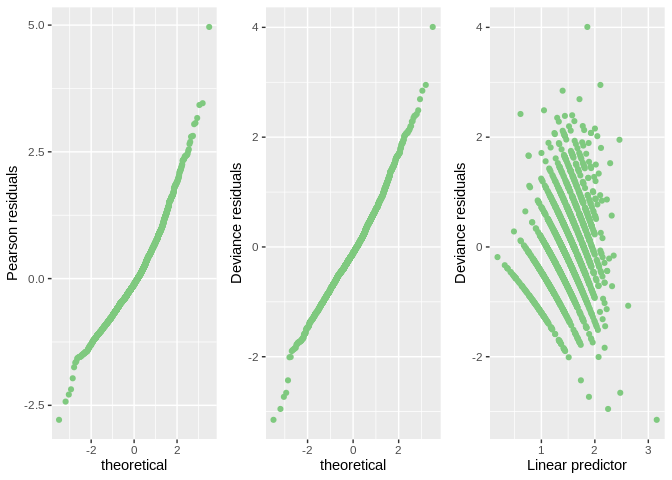 Pearson residuals
5.0
2.5
0.0
-2.5
-2 0 2
theoretical
Deviance residuals
4
2
0
-2
-2 0 2
theoretical
Deviance residuals
4
2
0
-2
1 2 3
Linear predictor